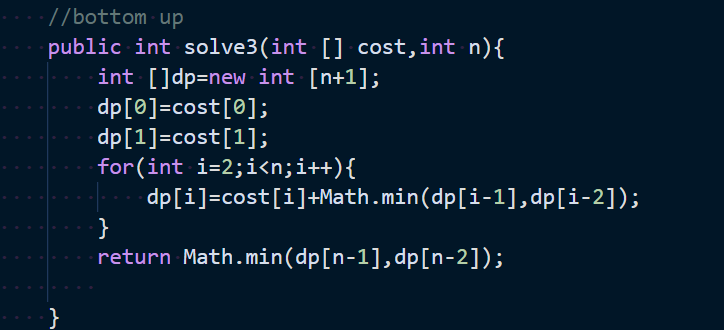 //bottom up
public int solve3(int [] cost,int n){
int []dp=new int [n+1];
dp[0]=cost[0];
dp[1]=cost[1];
for(int i=2;i<n;i++){
dp[i]=cost[i]+Math.min(dp[i-1],dp[i-2]);
}
return Math.min(dp[n-1],dp[n-2]);
}